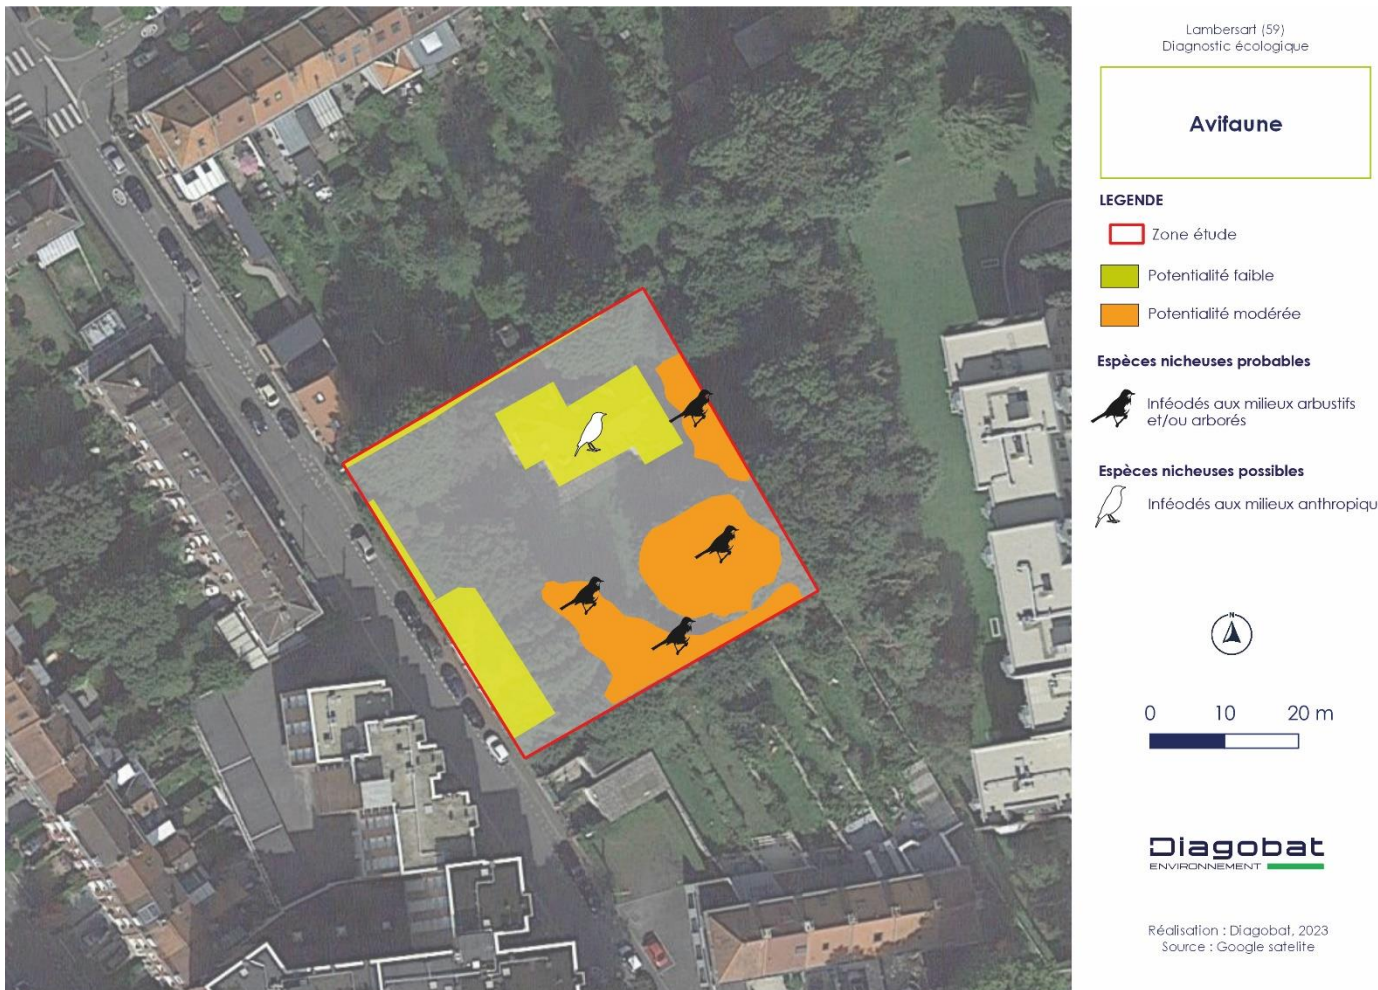 Lambersart (59)
Diagnostic écologique
Avifaune
LEGENDE
Zone étude
Potentialité faible
Potentialité modérée
Espèces nicheuses probables
Inféodés aux milieux arbustifs
et/ou arborés
Espèces nicheuses possibles
Inféodés aux milieux anthropiqu
N
0 10 20 m
Diagobat
ENVIRONNEMENT
Réalisation : Diagobat, 2023
Source : Google satelite